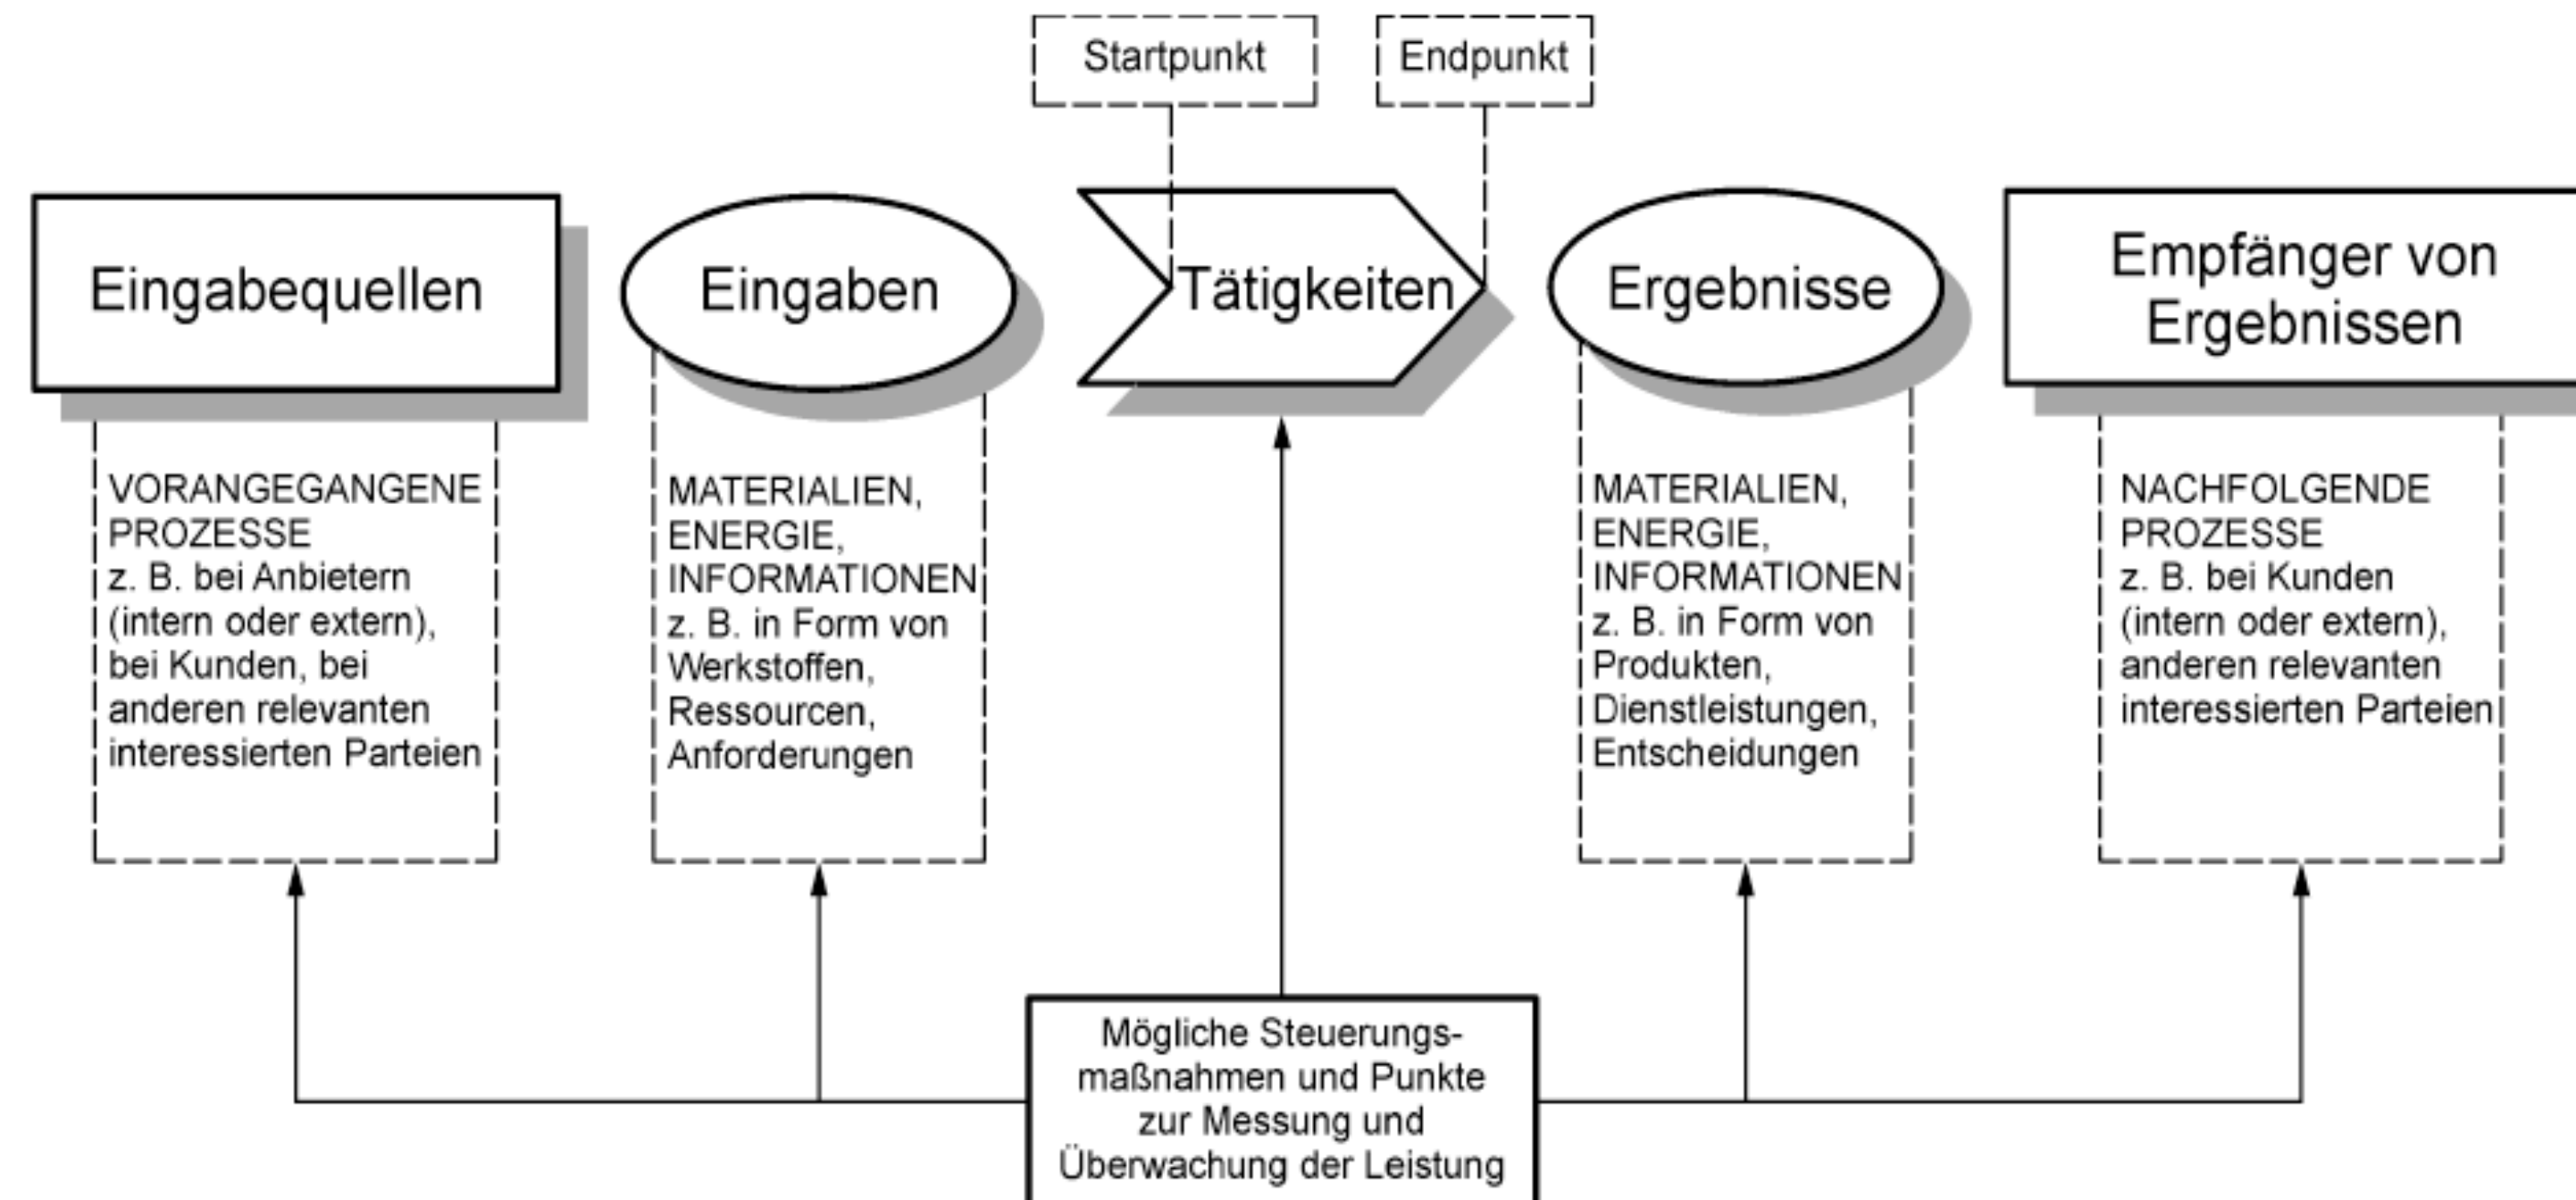 Startpunkt
Endpunkt
Eingabequellen
Eingaben
Tätigkeiten
Ergebnisse
Empfänger von
Ergebnissen
VORANGEGANGENE
PROZESSE
z. B. bei Anbietern
(intern oder extern),
bei Kunden, bei
anderen relevanten
interessierten Parteien
MATERIALIEN,
ENERGIE,
INFORMATIONEN
z. B. in Form von
Werkstoffen,
Ressourcen,
Anforderungen
MATERIALIEN,
ENERGIE,
INFORMATIONEN
z. B. in Form von
Produkten,
Dienstleistungen,
Entscheidungen
NACHFOLGENDE
PROZESSE
z. B. bei Kunden
(intern oder extern),
anderen relevanten
interessierten Parteien
Mögliche Steuerungs-
maßnahmen und Punkte
zur Messung und
Überwachung der Leistung